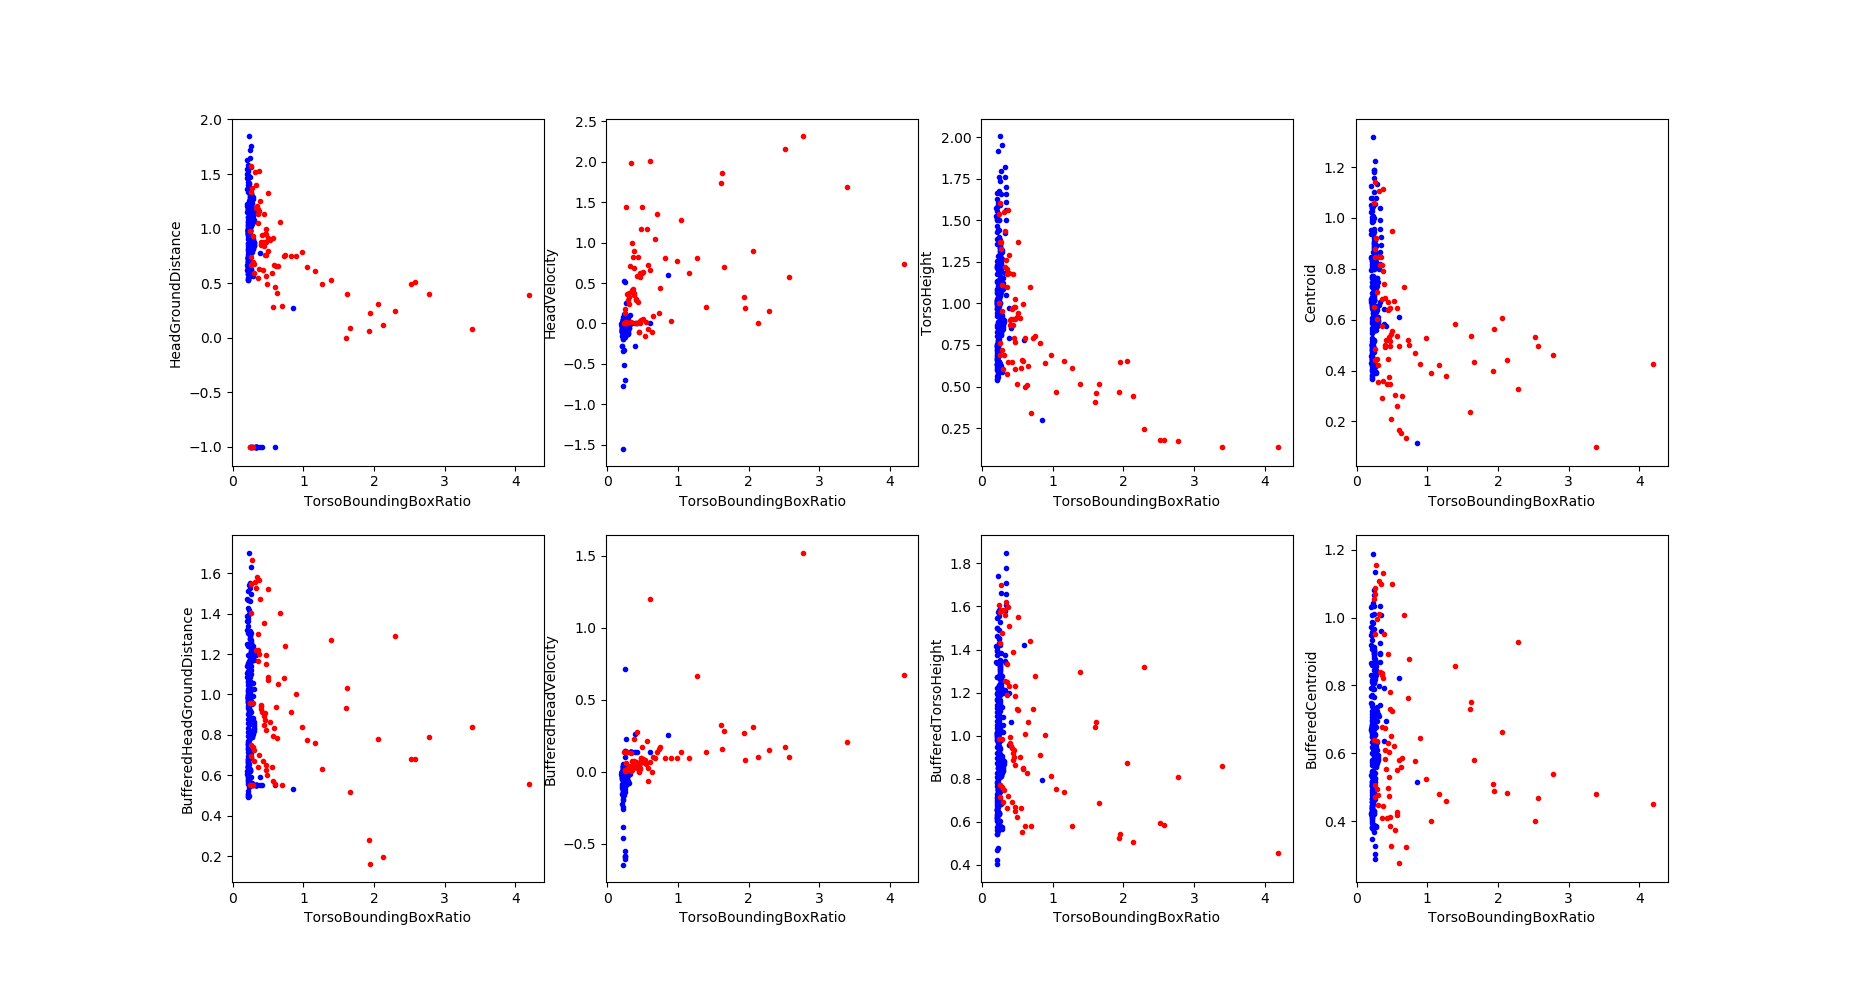 HeadGroundDistance
2.0
1.5
1.0
0.5
0.0
−0.5
−1.0
0 1 2 3 4
TorsoBoundingBoxRatio
HeadVelocity
2.5
2.0
1.5
1.0
0.5
0.0
−0.5
−1.0
−1.5
0 1 2 3 4
TorsoBoundingBoxRatio
TorsoHeight
2.00
1.75
1.50
1.25
1.00
0.75
0.50
0.25
0 1 2 3 4
TorsoBoundingBoxRatio
Centroid
1.2
1.0
0.8
0.6
0.4
0.2
0 1 2 3 4
TorsoBoundingBoxRatio
BufferedHeadGroundDistance
1.6
1.4
1.2
1.0
0.8
0.6
0.4
0.2
0 1 2 3 4
TorsoBoundingBoxRatio
BufferedHeadVelocity
1.5
1.0
0.5
0.0
−0.5
0 1 2 3 4
TorsoBoundingBoxRatio
BufferedTorsoHeight
1.8
1.6
1.4
1.2
1.0
0.8
0.6
0.4
0 1 2 3 4
TorsoBoundingBoxRatio
BufferedCentroid
1.2
1.0
0.8
0.6
0.4
0 1 2 3 4
TorsoBoundingBoxRatio